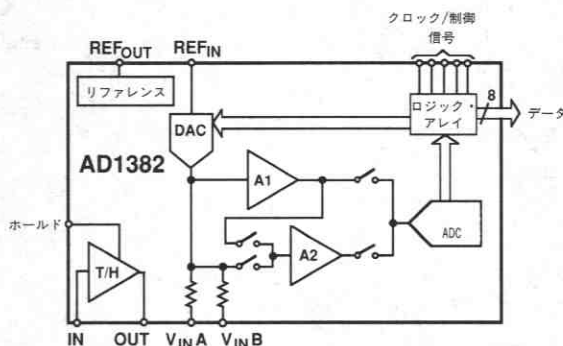 クロック/制御
信号
REFOUT REFIN
8
リファレンス
ロジック・
アレイ
データ
DAC
AD1382
A1
ホールド
ADC
A2
T/H
IN OUT VINA VINB